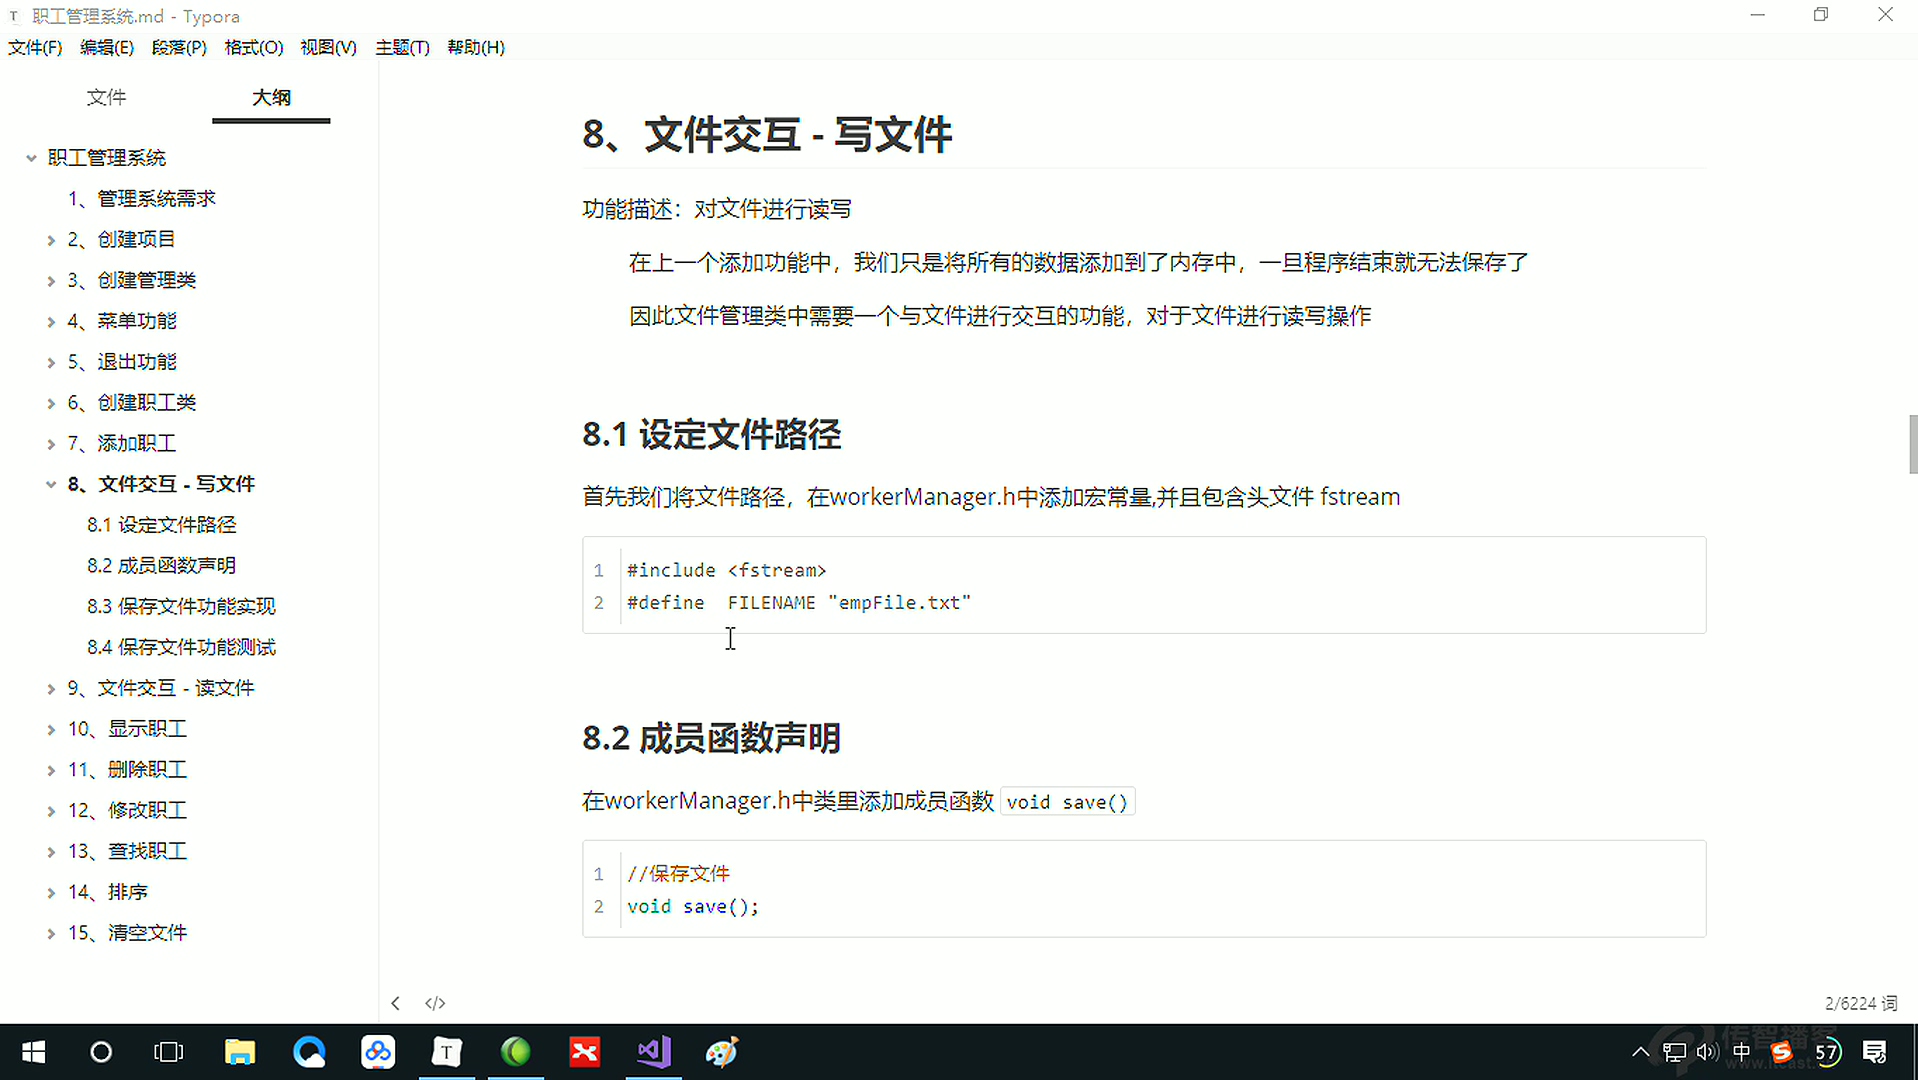 职工管理系统.md - Typora
文件(F) 编辑(E) 段落(P) 格式(O) 视图(V) 主题(T) 帮助(H)
文件 大纲
职工管理系统
1、管理系统需求
2、创建项目
3、创建管理类
4、菜单功能
5、退出功能
6、创建职工类
7、添加职工
8、文件交互 - 写文件
8.1 设定文件路径
8.2 成员函数声明
8.3 保存文件功能实现
8.4 保存文件功能测试
9、文件交互 - 读文件
10、显示职工
11、删除职工
12、修改职工
13、查找职工
14、排序
15、清空文件
8、文件交互 - 写文件
功能描述：对文件进行读写
在上一个添加功能中，我们只是将所有的数据添加到了内存中，一旦程序结束就无法保存了
因此文件管理类中需要一个与文件进行交互的功能，对于文件进行读写操作
8.1 设定文件路径
首先我们将文件路径，在workerManager.h中添加宏常量,并且包含头文件 fstream
1 #include <fstream>
2 #define  FILENAME "empFile.txt"
8.2 成员函数声明
在workerManager.h中类里添加成员函数 void save()
1 //保存文件
2 void save();
2/6224 词
中 57
传智播客